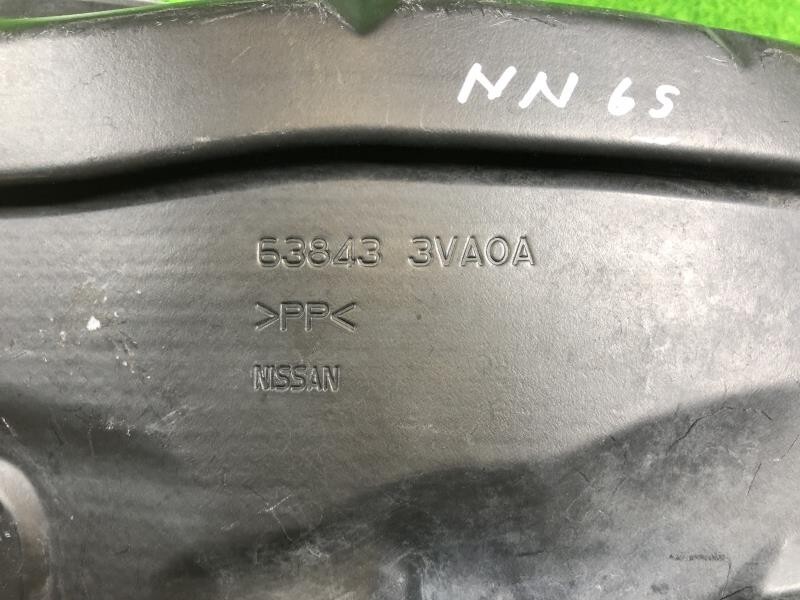 NN 6S
63843 3VA0A
>PP<
NISSAN